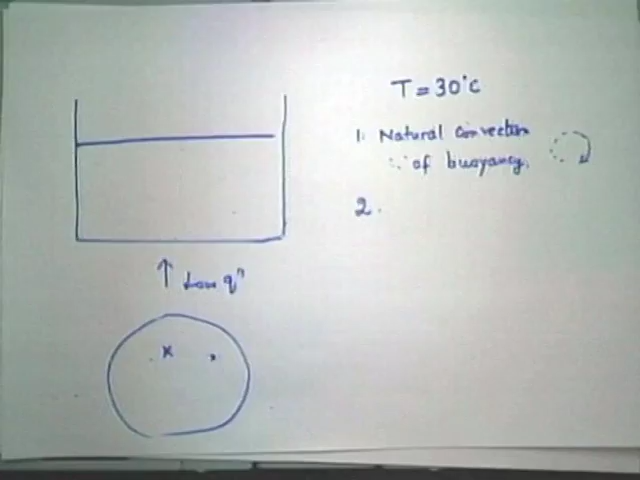 T = 30°C
1. Natural Convection
∵ of buoyancy.
2.
↑ Low q"
x